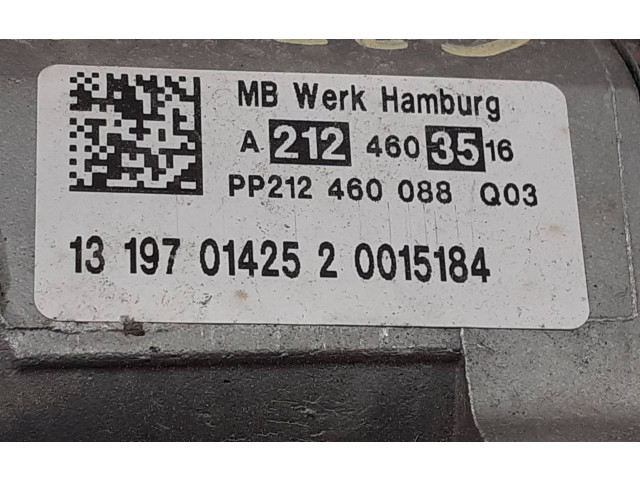 MB Werk Hamburg
A 212 460 35 16
PP212 460 088 Q03
13 197 01425 2 0015184